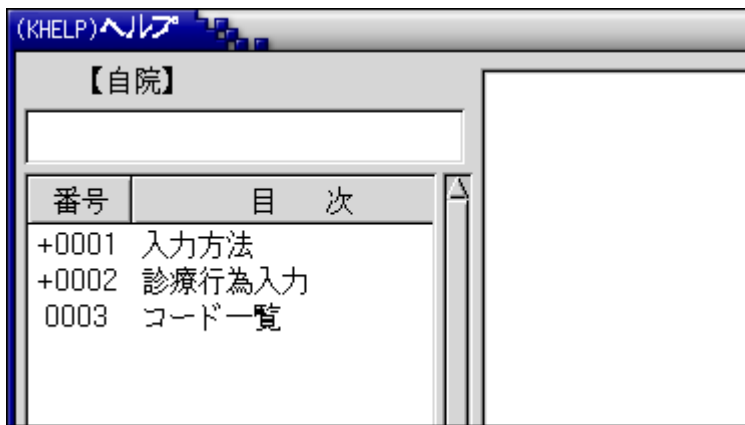 (KHELP)ヘルプ
【自院】
番号 目　次
+0001 入力方法
+0002 診療行為入力
0003 コード一覧